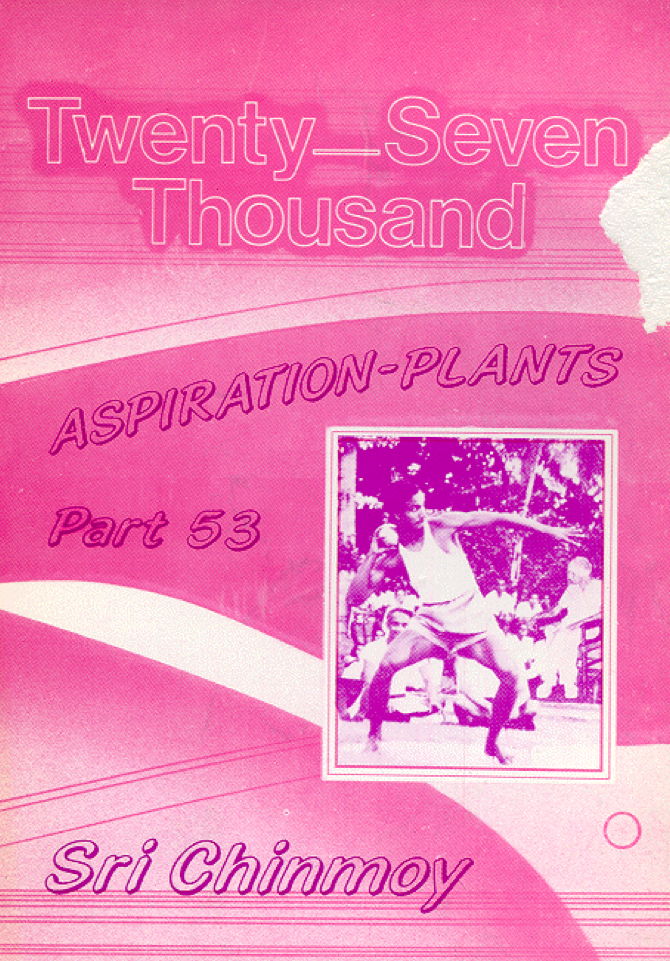 Twenty—Seven
Thousand
ASPIRATION-PLANTS
Part 53
Sri Chinmoy